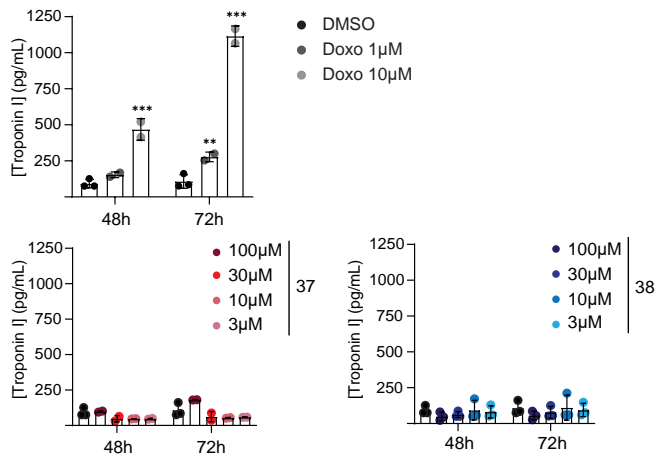 [Troponin I] (pg/mL)
1250
1000
750
500
250
***
**
***
48h
72h
DMSO
Doxo 1µM
Doxo 10µM
[Troponin I] (pg/mL)
1250
1000
750
500
250
48h
72h
100µM
30µM
10µM
3µM
37
[Troponin I] (pg/mL)
1250
1000
750
500
250
48h
72h
100µM
30µM
10µM
3µM
38